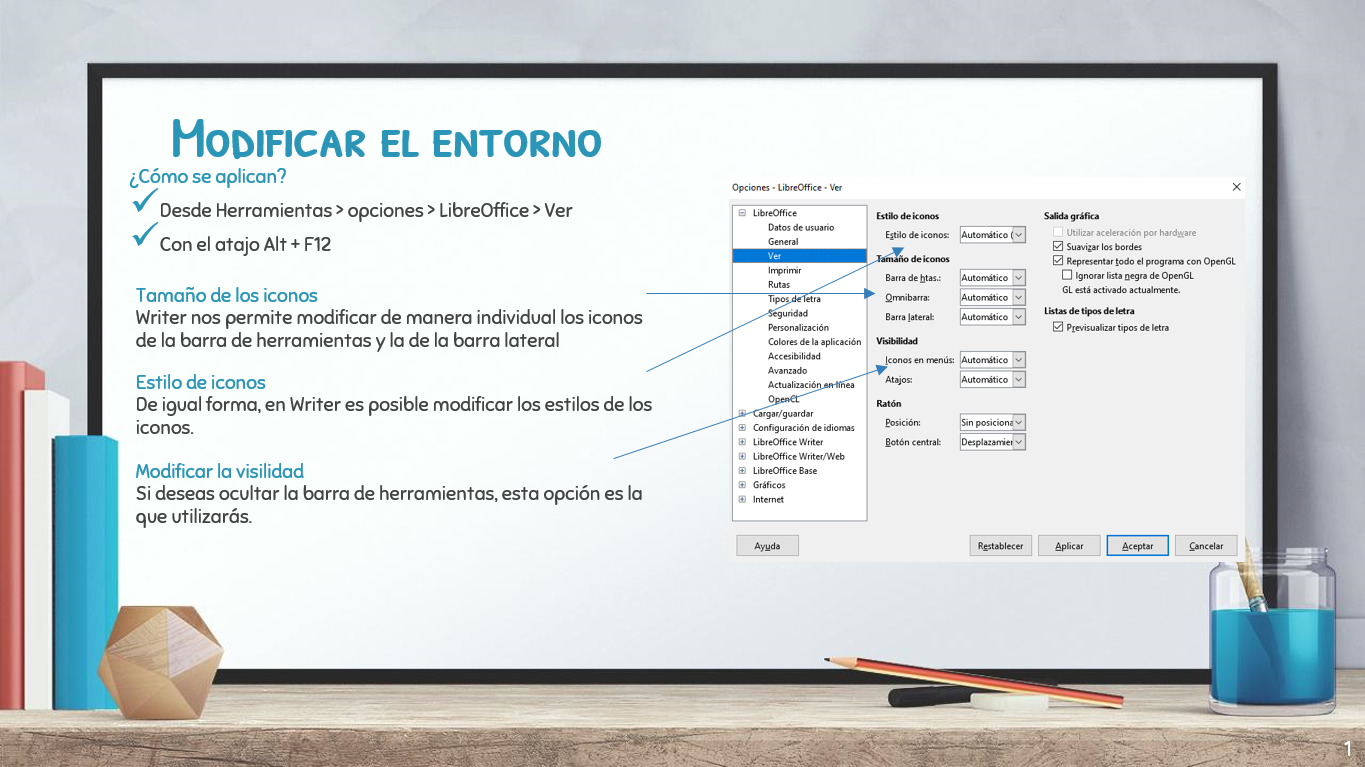 Modificar el entorno
¿Cómo se aplican?
Desde Herramientas > opciones > LibreOffice > Ver
Con el atajo Alt + F12
Tamaño de los iconos
Writer nos permite modificar de manera individual los iconos
de la barra de herramientas y la de la barra lateral
Estilo de iconos
De igual forma, en Writer es posible modificar los estilos de los
iconos.
Modificar la visilidad
Si deseas ocultar la barra de herramientas, esta opción es la
que utilizarás.
Opciones - LibreOffice - Ver
LibreOffice
Datos de usuario
General
Ver
Imprimir
Rutas
Tipos de letra
Seguridad
Personalización
Colores de la aplicación
Accesibilidad
Avanzado
Actualización en línea
OpenCL
Cargar/guardar
Configuración de idiomas
LibreOffice Writer
LibreOffice Writer/Web
LibreOffice Base
Gráficos
Internet
Estilo de iconos
Estilo de iconos: Automático (
Tamaño de iconos
Barra de htas.: Automático
Omnibarra: Automático
Barra lateral: Automático
Visibilidad
Iconos en menús: Automático
Atajos: Automático
Ratón
Posición: Sin posiciona
Botón central: Desplazamier
Salida gráfica
Utilizar aceleración por hardware
Suavizar los bordes
Representar todo el programa con OpenGL
Ignorar lista negra de OpenGL
GL está activado actualmente.
Listas de tipos de letra
Previsualizar tipos de letra
Ayuda
Restablecer
Aplicar
Aceptar
Cancelar
1